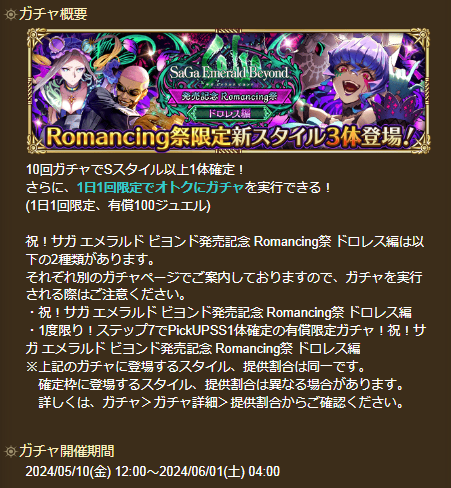 ガチャ概要
SaGa Emerald Beyond
発売記念 Romancing祭
ドロレス編
Romancing祭限定新スタイル3体登場!
10回ガチャでSスタイル以上1体確定!
さらに、1日1回限定でオトクにガチャを実行できる!
(1日1回限定、有償100ジュエル)
祝!サガ エメラルド ビヨンド発売記念 Romancing祭 ドロレス編は以
下の2種類があります。
それぞれ別のガチャページでご案内しておりますので、ガチャを実行
される際はご注意ください。
・祝!サガ エメラルド ビヨンド発売記念 Romancing祭 ドロレス編
・1度限り!ステップ7でPickUPSS1体確定の有償限定ガチャ!祝!サ
ガ エメラルド ビヨンド発売記念 Romancing祭 ドロレス編
※上記のガチャに登場するスタイル、提供割合は同一です。
確定枠に登場するスタイル、提供割合は異なる場合があります。
詳しくは、ガチャ>ガチャ詳細>提供割合からご確認ください。
ガチャ開催期間
2024/05/10(金) 12:00~2024/06/01(土) 04:00